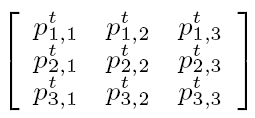 [ p^t_{1,1} p^t_{1,2} p^t_{1,3}
p^t_{2,1} p^t_{2,2} p^t_{2,3}
p^t_{3,1} p^t_{3,2} p^t_{3,3} ]